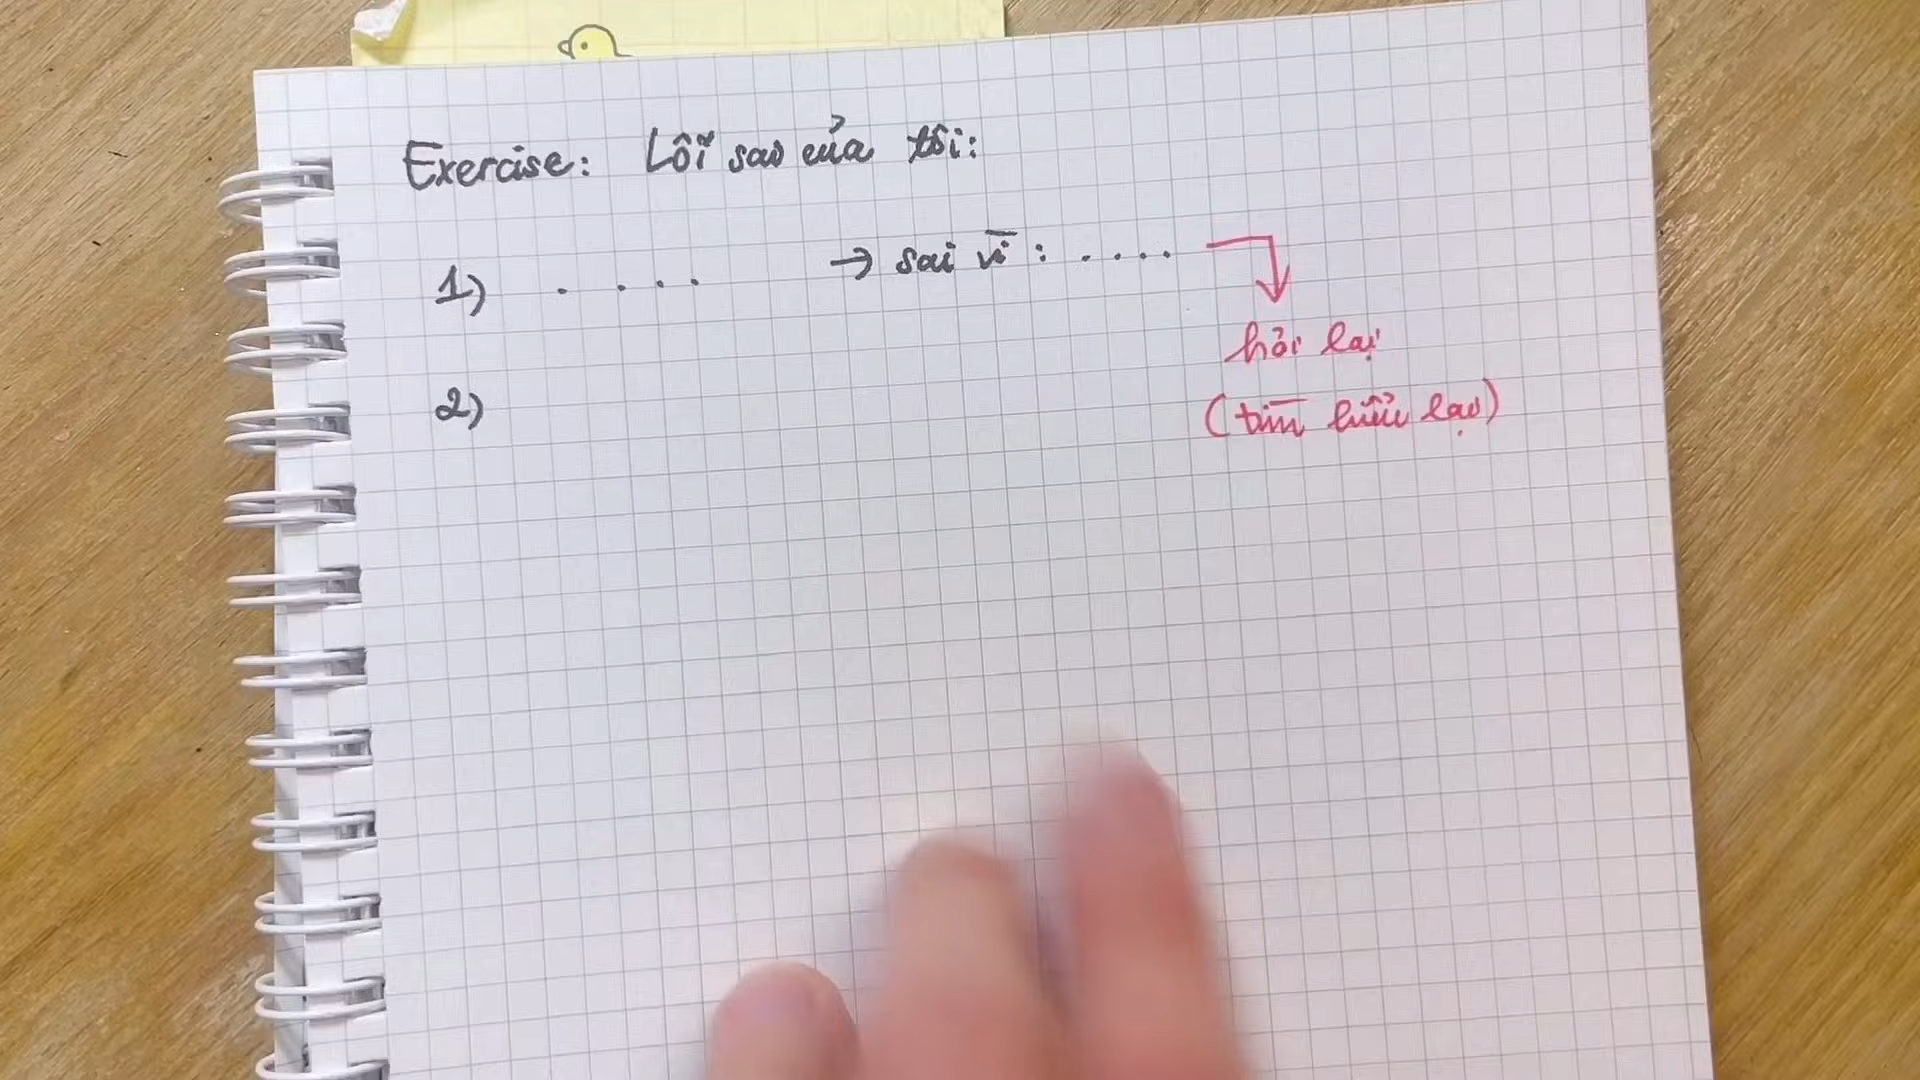 Exercise: Lỗi sai của tôi:
1) . . . . . → sai vì : . . . .
hỏi lại
(tìm hiểu lại)
2)